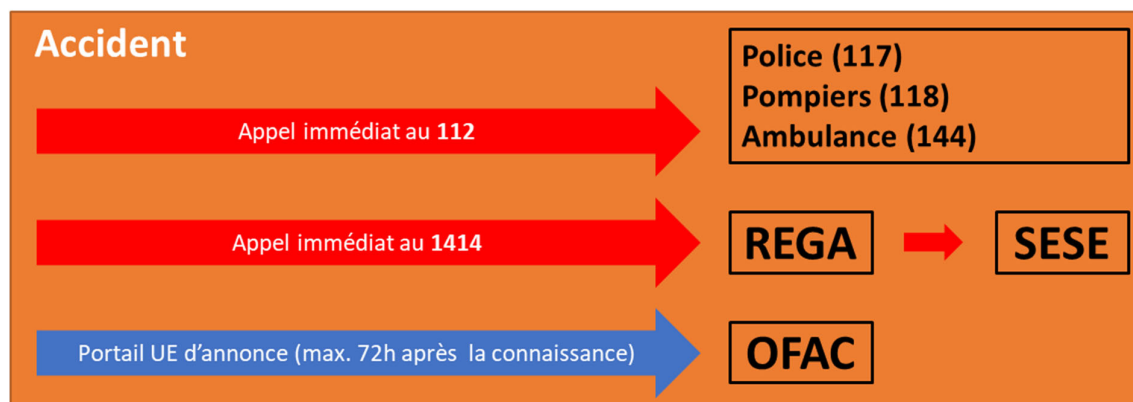 Accident
Police (117)
Pompiers (118)
Ambulance (144)
Appel immédiat au 112
Appel immédiat au 1414
REGA
SESE
Portail UE d’annonce (max. 72h après la connaissance)
OFAC